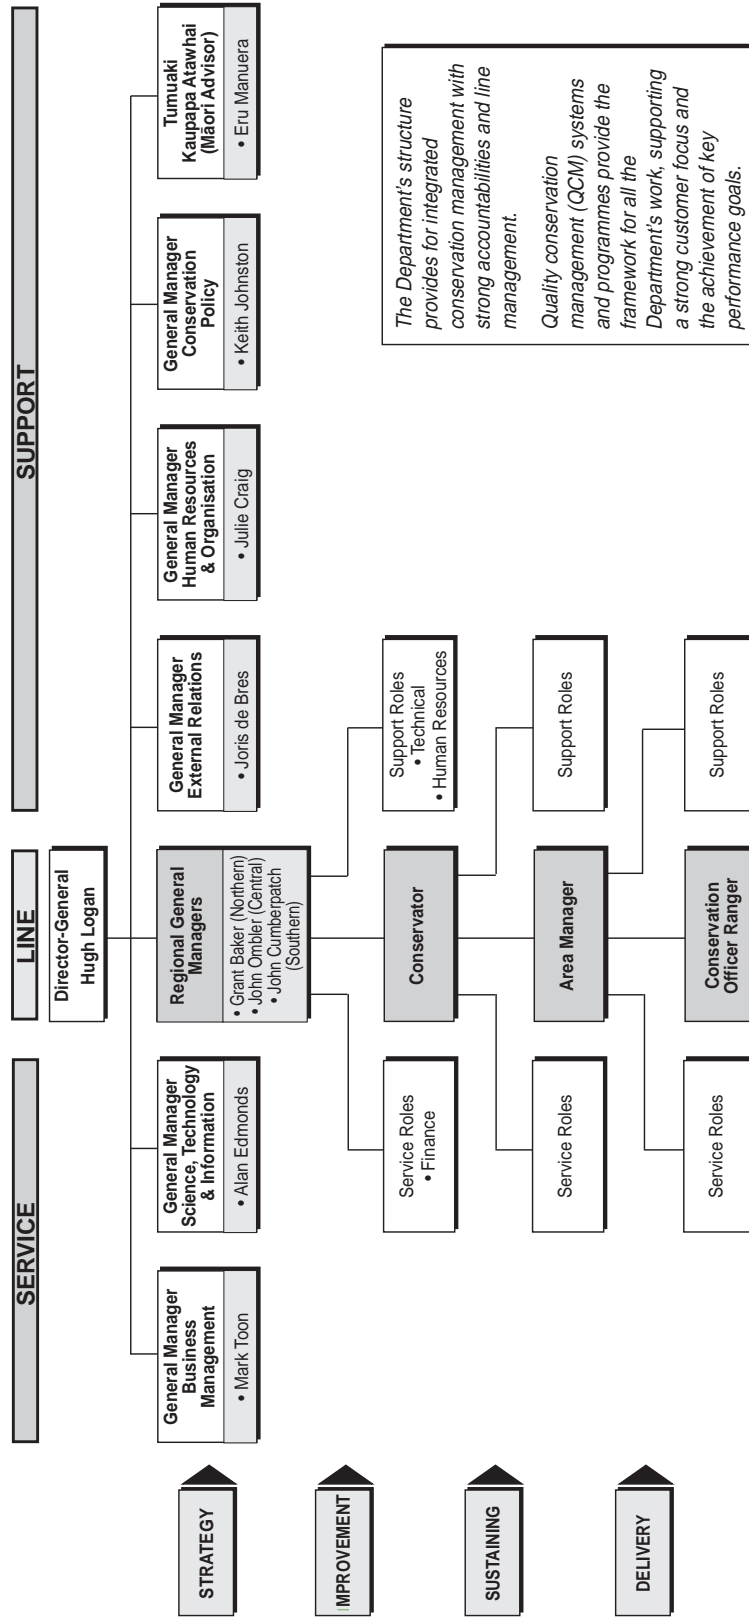 SERVICE
LINE
SUPPORT
Director-General
Hugh Logan
STRATEGY
General Manager
Business
Management
• Mark Toon
General Manager
Science, Technology
& Information
• Alan Edmonds
Regional General
Managers
• Grant Baker (Northern)
• John Ombler (Central)
• John Cumberpatch
(Southern)
General Manager
External Relations
• Joris de Bres
General Manager
Human Resources
& Organisation
• Julie Craig
General Manager
Conservation
Policy
• Keith Johnston
Tumuaki
Kaupapa Atawhai
(Māori Advisor)
• Eru Manuera
IMPROVEMENT
Service Roles
• Finance
Conservator
Support Roles
• Technical
• Human Resources
SUSTAINING
Service Roles
Area Manager
Support Roles
DELIVERY
Service Roles
Conservation
Officer Ranger
Support Roles
The Department's structure
provides for integrated
conservation management with
strong accountabilities and line
management.
Quality conservation
management (QCM) systems
and programmes provide the
framework for all the
Department's work, supporting
a strong customer focus and
the achievement of key
performance goals.